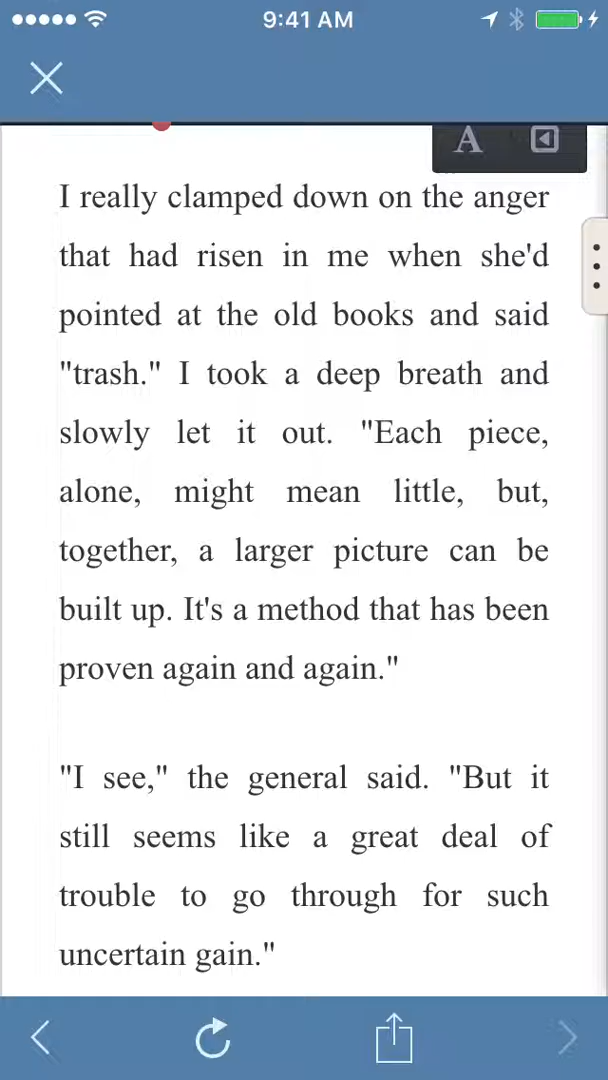 9:41 AM
A
I really clamped down on the anger
that had risen in me when she'd
pointed at the old books and said
"trash." I took a deep breath and
slowly let it out. "Each piece,
alone, might mean little, but,
together, a larger picture can be
built up. It's a method that has been
proven again and again."
"I see," the general said. "But it
still seems like a great deal of
trouble to go through for such
uncertain gain."